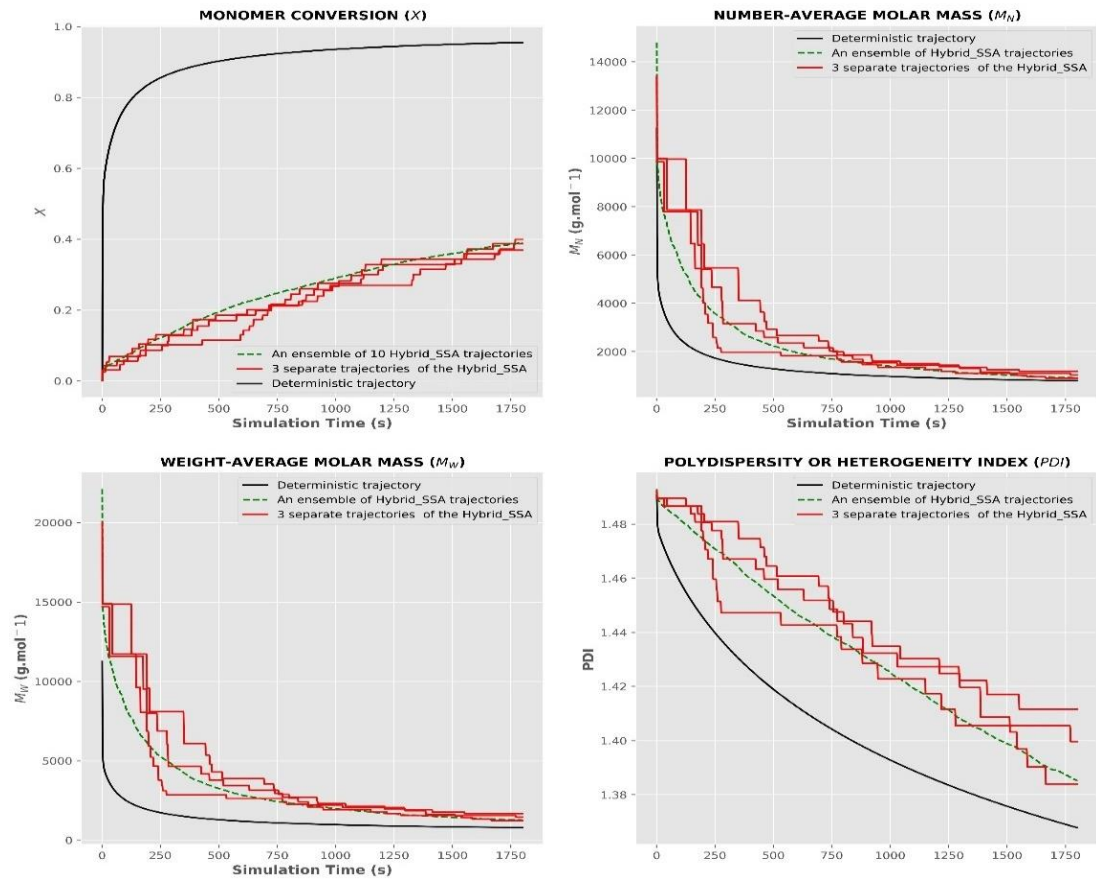 MONOMER CONVERSION (X)
1.0
0.8
0.6
0.4
0.2
0.0
X
An ensemble of 10 Hybrid_SSA trajectories
3 separate trajectories of the Hybrid_SSA
Deterministic trajectory
0 250 500 750 1000 1250 1500 1750
Simulation Time (s)
NUMBER-AVERAGE MOLAR MASS (M_N)
Deterministic trajectory
An ensemble of Hybrid_SSA trajectories
3 separate trajectories of the Hybrid_SSA
14000
12000
10000
8000
6000
4000
2000
M_N (g.mol⁻¹)
0 250 500 750 1000 1250 1500 1750
Simulation Time (s)
WEIGHT-AVERAGE MOLAR MASS (M_W)
Deterministic trajectory
An ensemble of Hybrid_SSA trajectories
3 separate trajectories of the Hybrid_SSA
20000
15000
10000
5000
0
M_W (g.mol⁻¹)
0 250 500 750 1000 1250 1500 1750
Simulation Time (s)
POLYDISPERSITY OR HETEROGENEITY INDEX (PDI)
Deterministic trajectory
An ensemble of Hybrid_SSA trajectories
3 separate trajectories of the Hybrid_SSA
1.48
1.46
1.44
1.42
1.40
1.38
PDI
0 250 500 750 1000 1250 1500 1750